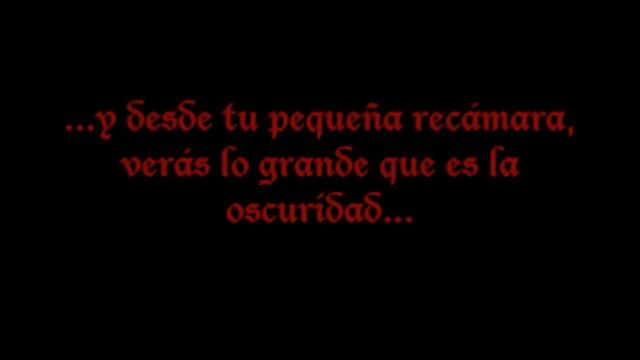 ...y desde tu pequeña recámara,
verás lo grande que es la
oscuridad...